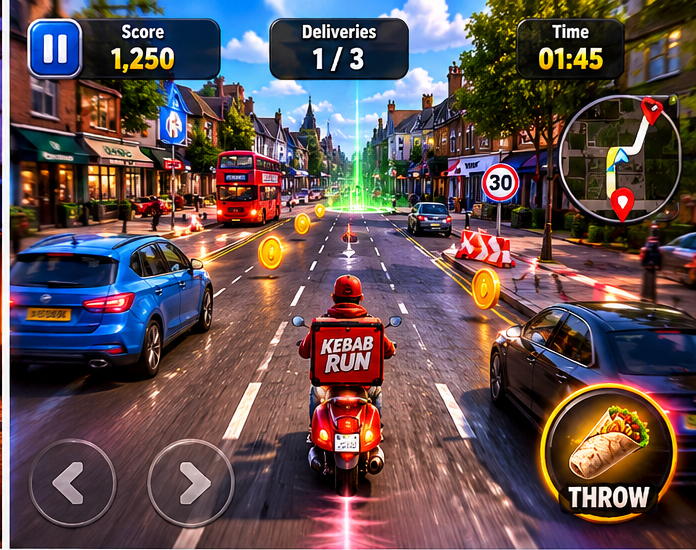 Score
1,250
Deliveries
1 / 3
Time
01:45
30
KEBAB
RUN
THROW